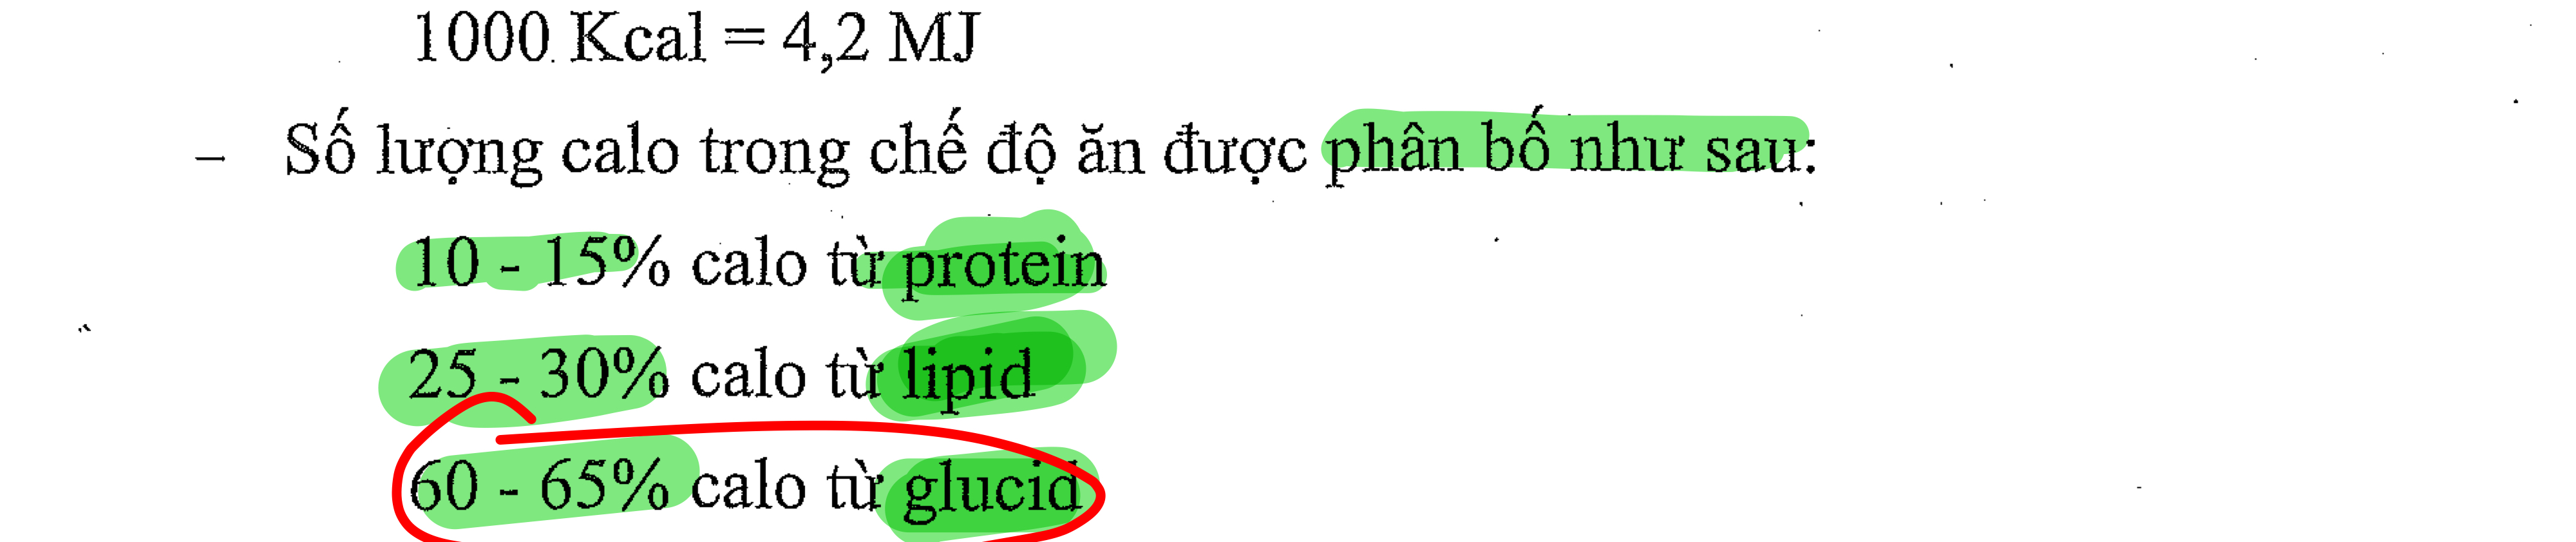 1000 Kcal = 4,2 MJ
– Số lượng calo trong chế độ ăn được phân bố như sau:
10 - 15% calo từ protein
25 - 30% calo từ lipid
60 - 65% calo từ glucid